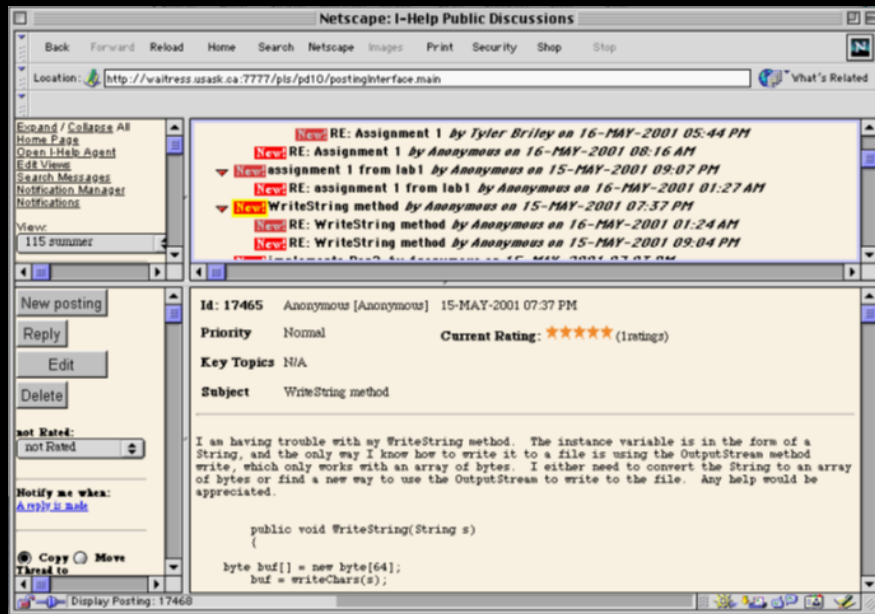 Netscape: I-Help Public Discussions
Back Forward Reload Home Search Netscape Images Print Security Shop Stop
N
Location: http://waitress.usask.ca:7777/pls/pd10/postingInterface.main What's Related
Expand / Collapse All
Home Page
Open I-Help Agent
Edit Views
Search Messages
Notification Manager
Notifications
View:
115 summer
New! RE: Assignment 1 by Tyler Briley on 16-MAY-2001 05:44 PM
New! RE: Assignment 1 by Anonymous on 16-MAY-2001 08:16 AM
New! assignment 1 from lab1 by Anonymous on 15-MAY-2001 09:07 PM
New! RE: assignment 1 from lab1 by Anonymous on 16-MAY-2001 01:27 AM
New! WriteString method by Anonymous on 15-MAY-2001 07:37 PM
New! RE: WriteString method by Anonymous on 16-MAY-2001 01:24 AM
New! RE: WriteString method by Anonymous on 15-MAY-2001 09:04 PM
New posting
Reply
Edit
Delete
not Rated:
not Rated
Notify me when:
A reply is made
Copy Move
Thread to
Id: 17465 Anonymous [Anonymous] 15-MAY-2001 07:37 PM
Priority Normal Current Rating: (1ratings)
Key Topics N/A
Subject WriteString method
I am having trouble with my WriteString method. The instance variable is in the form of a
String, and the only way I know how to write it to a file is using the OutputStream method
write, which only works with an array of bytes. I either need to convert the String to an array
of bytes or find a new way to use the OutputStream to write to the file. Any help would be
appreciated.
public void WriteString(String s)
{
byte buf[] = new byte[64];
buf = writeChars(s);
Display Posting: 17468